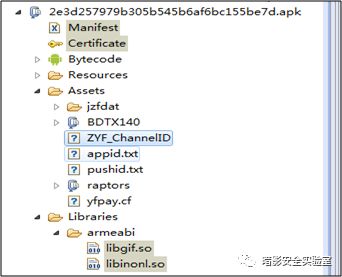 2e3d257979b305b545b6af6bc155be7d.apk
Manifest
Certificate
Bytecode
Resources
Assets
jzfdat
BDTX140
ZYF_ChannelID
appid.txt
pushid.txt
raptors
yfpay.cf
Libraries
armeabi
libgif.so
libinonl.so
暗影安全实验室